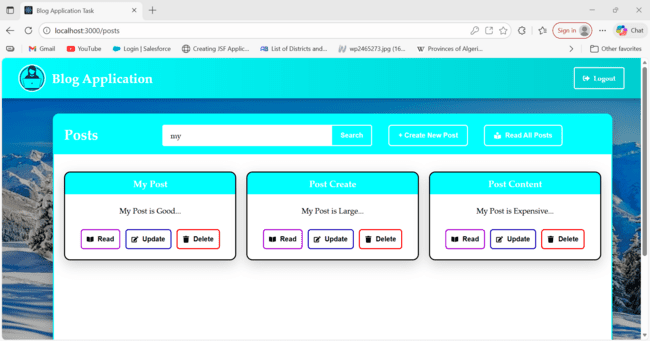 Blog Application Task
localhost:3000/posts
Sign in
Chat
Gmail
YouTube
Login | Salesforce
Creating JSF Applic...
List of Districts and...
wp2465273.jpg (16...
Provinces of Algeri...
Other favorites
Blog Application
Logout
Posts
my
Search
+ Create New Post
Read All Posts
My Post
Post Create
Post Content
My Post is Good...
My Post is Large...
My Post is Expensive...
Read Update Delete
Read Update Delete
Read Update Delete